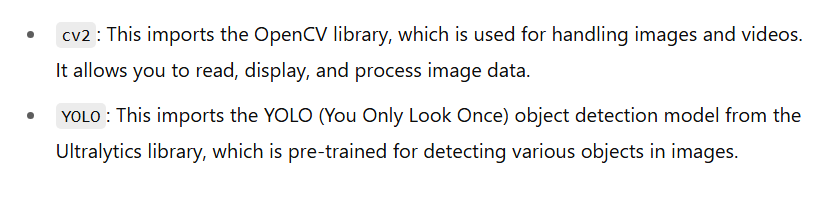 • cv2: This imports the OpenCV library, which is used for handling images and videos.
It allows you to read, display, and process image data.
• YOLO: This imports the YOLO (You Only Look Once) object detection model from the
Ultralytics library, which is pre-trained for detecting various objects in images.